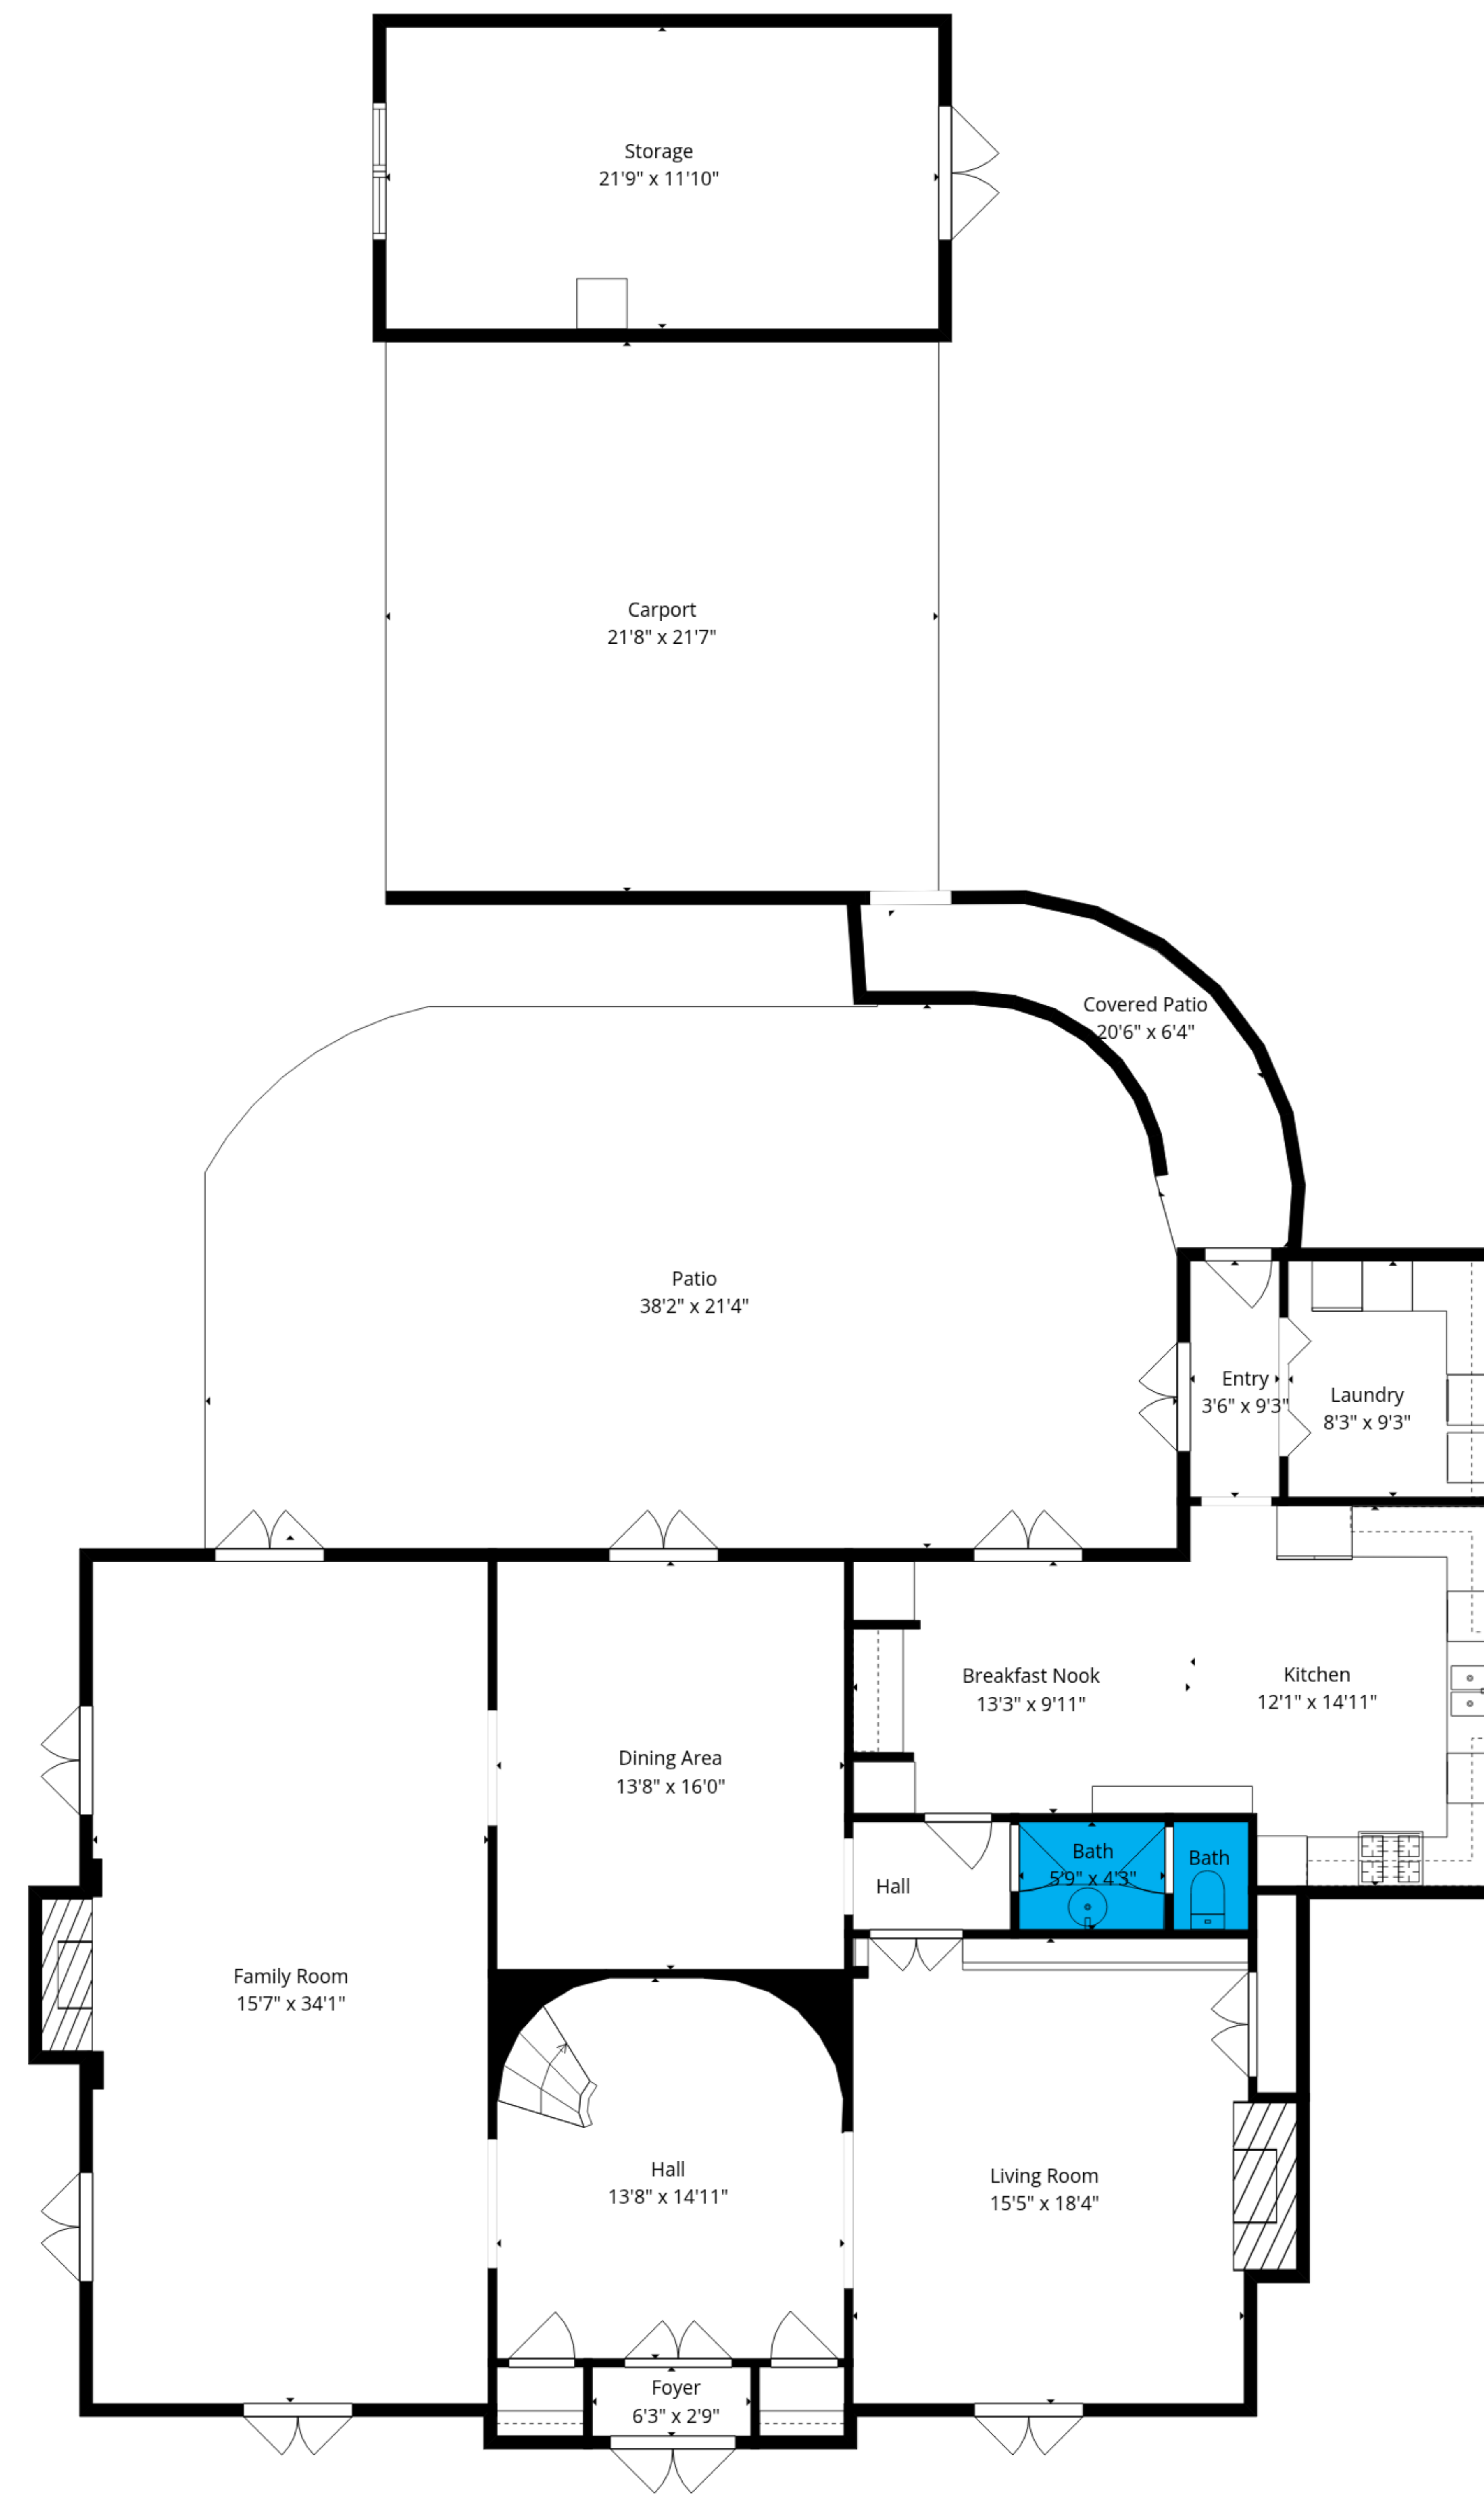 Storage
21'9" x 11'10"
Carport
21'8" x 21'7"
Covered Patio
20'6" x 6'4"
Patio
38'2" x 21'4"
Entry
3'6" x 9'3"
Laundry
8'3" x 9'3"
Breakfast Nook
13'3" x 9'11"
Kitchen
12'1" x 14'11"
Dining Area
13'8" x 16'0"
Bath
5'9" x 4'3"
Bath
Hall
Family Room
15'7" x 34'1"
Hall
13'8" x 14'11"
Living Room
15'5" x 18'4"
Foyer
6'3" x 2'9"